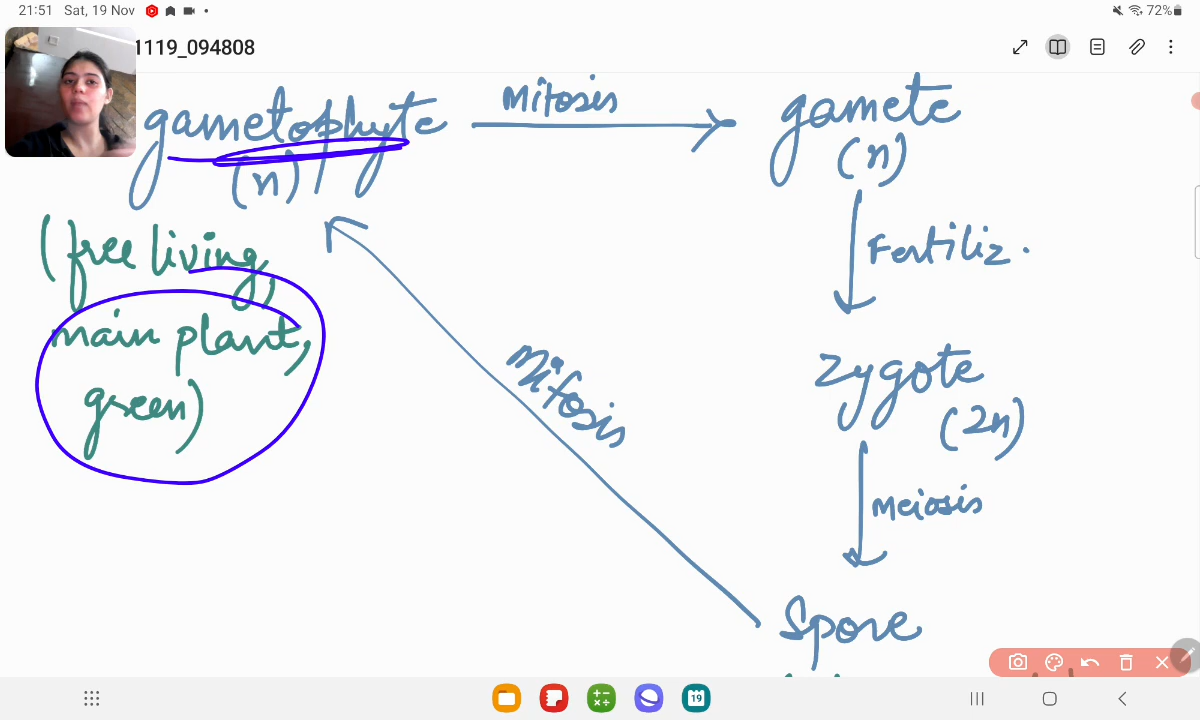 21:51 Sat, 19 Nov
72%
1119_094808
gametophyte
(n)
Mitosis
gamete
(n)
(free living,
main plant,
green)
Fertiliz.
Zygote
(2n)
Mitosis
Meiosis
Spore
19